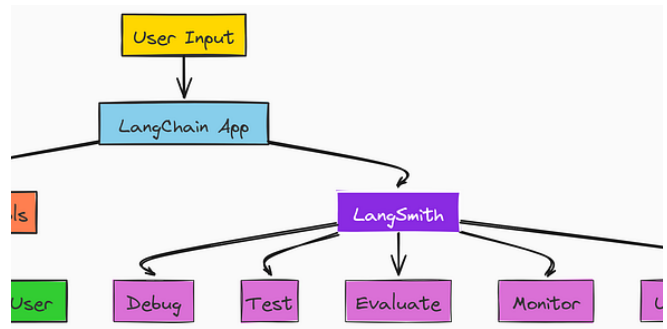 User Input
LangChain App
ls
LangSmith
User
Debug
Test
Evaluate
Monitor
U